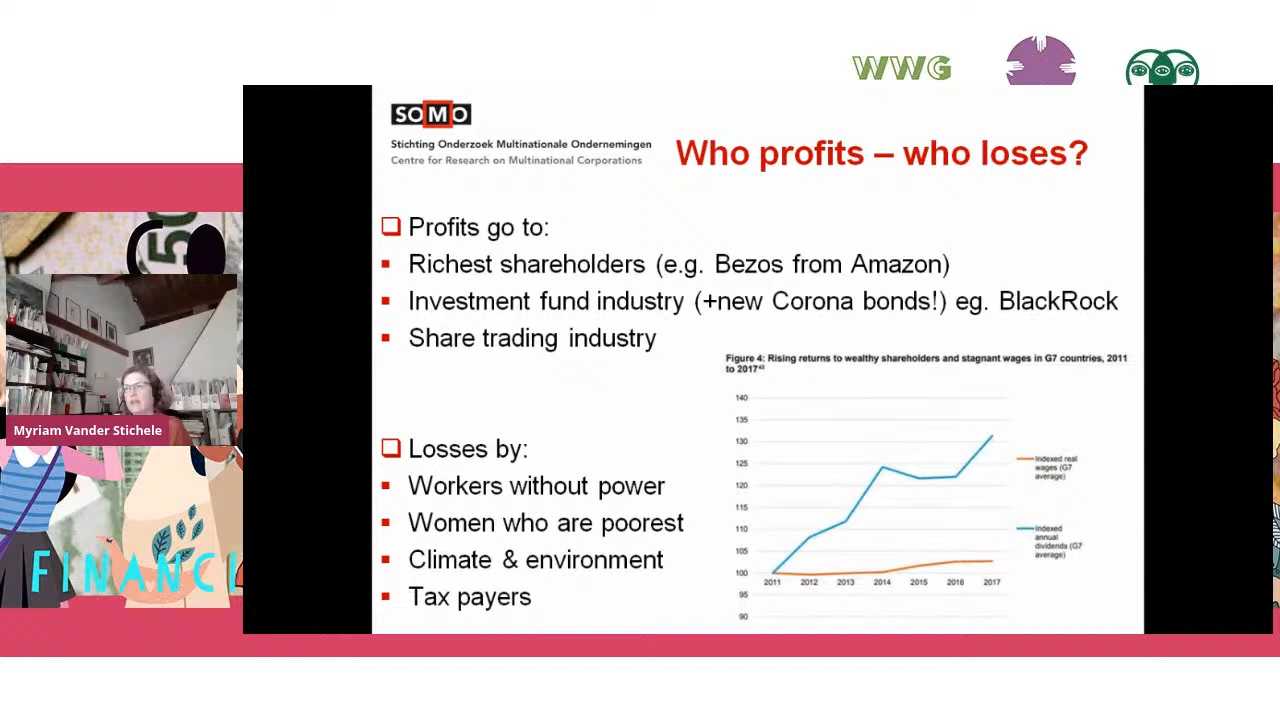 WWG
SOMO
Stichting Onderzoek Multinationale Ondernemingen
Centre for Research on Multinational Corporations
Who profits – who loses?
Profits go to:
Richest shareholders (e.g. Bezos from Amazon)
Investment fund industry (+new Corona bonds!) eg. BlackRock
Share trading industry
Figure 4: Rising returns to wealthy shareholders and stagnant wages in G7 countries, 2011
to 2017⁴³
140
135
130
125
120
115
110
105
100
95
90
2011 2012 2013 2014 2015 2016 2017
Indexed real
wages (G7
average)
Indexed
annual
dividends (G7
average)
Losses by:
Workers without power
Women who are poorest
Climate & environment
Tax payers
50
Myriam Vander Stichele
FINANCI